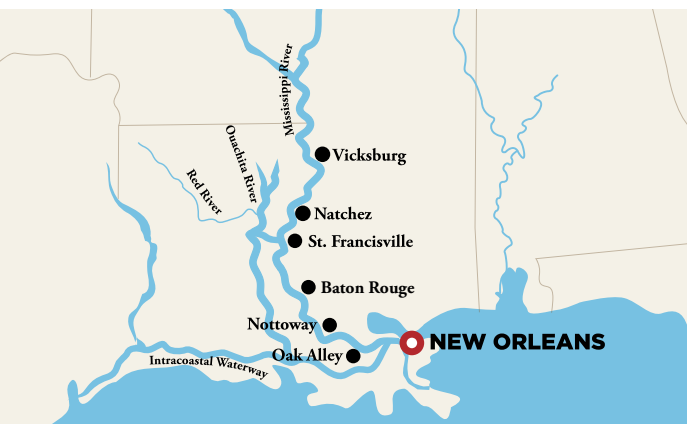 Mississippi River
Ouachita River
Vicksburg
Red River
Natchez
St. Francisville
Baton Rouge
Nottoway
NEW ORLEANS
Oak Alley
Intracoastal Waterway